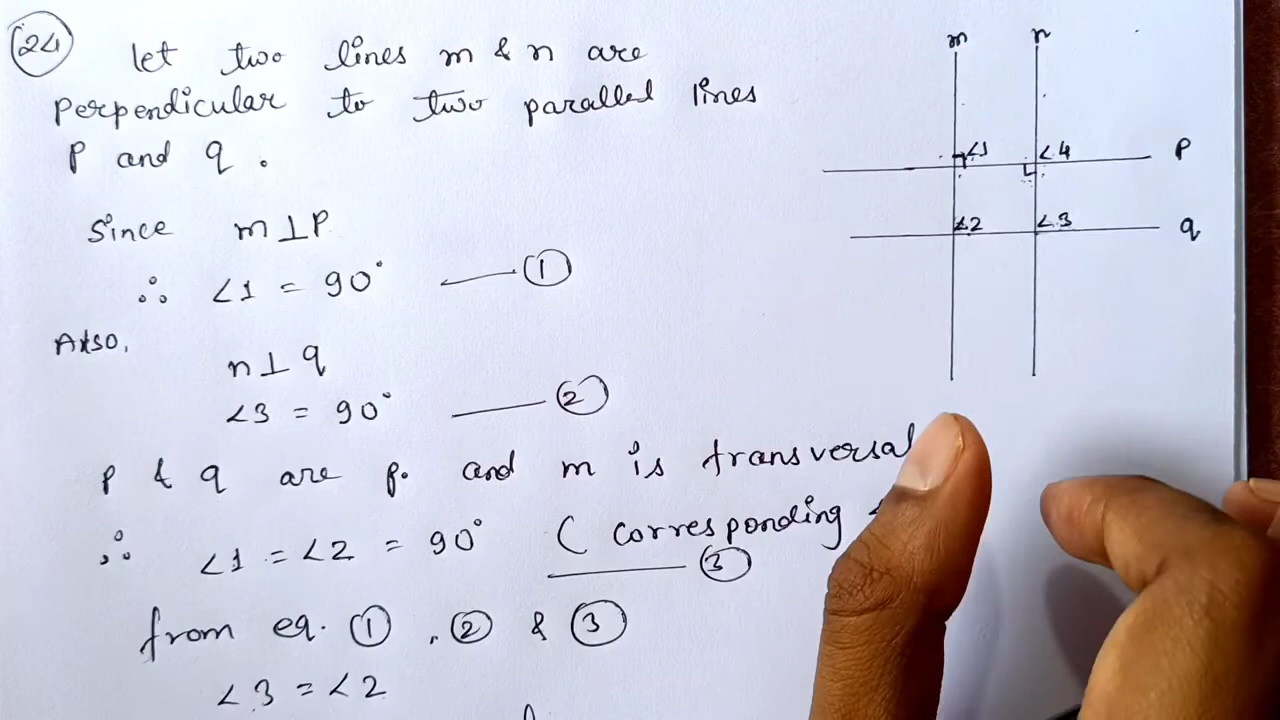 24
let two lines m & n are
Perpendicular to two parallel lines
P and q .
Since m⊥P
∴ ∠1 = 90° —— ①
Also,
n⊥q
∠3 = 90° —— ②
P & q are and m is transversal
∴ ∠1 = ∠2 = 90° ( corresponding
—— ③
from eq. ① , ② & ③
∠3 = ∠2
m n
∠1 ∠4 P
∠2 ∠3 q